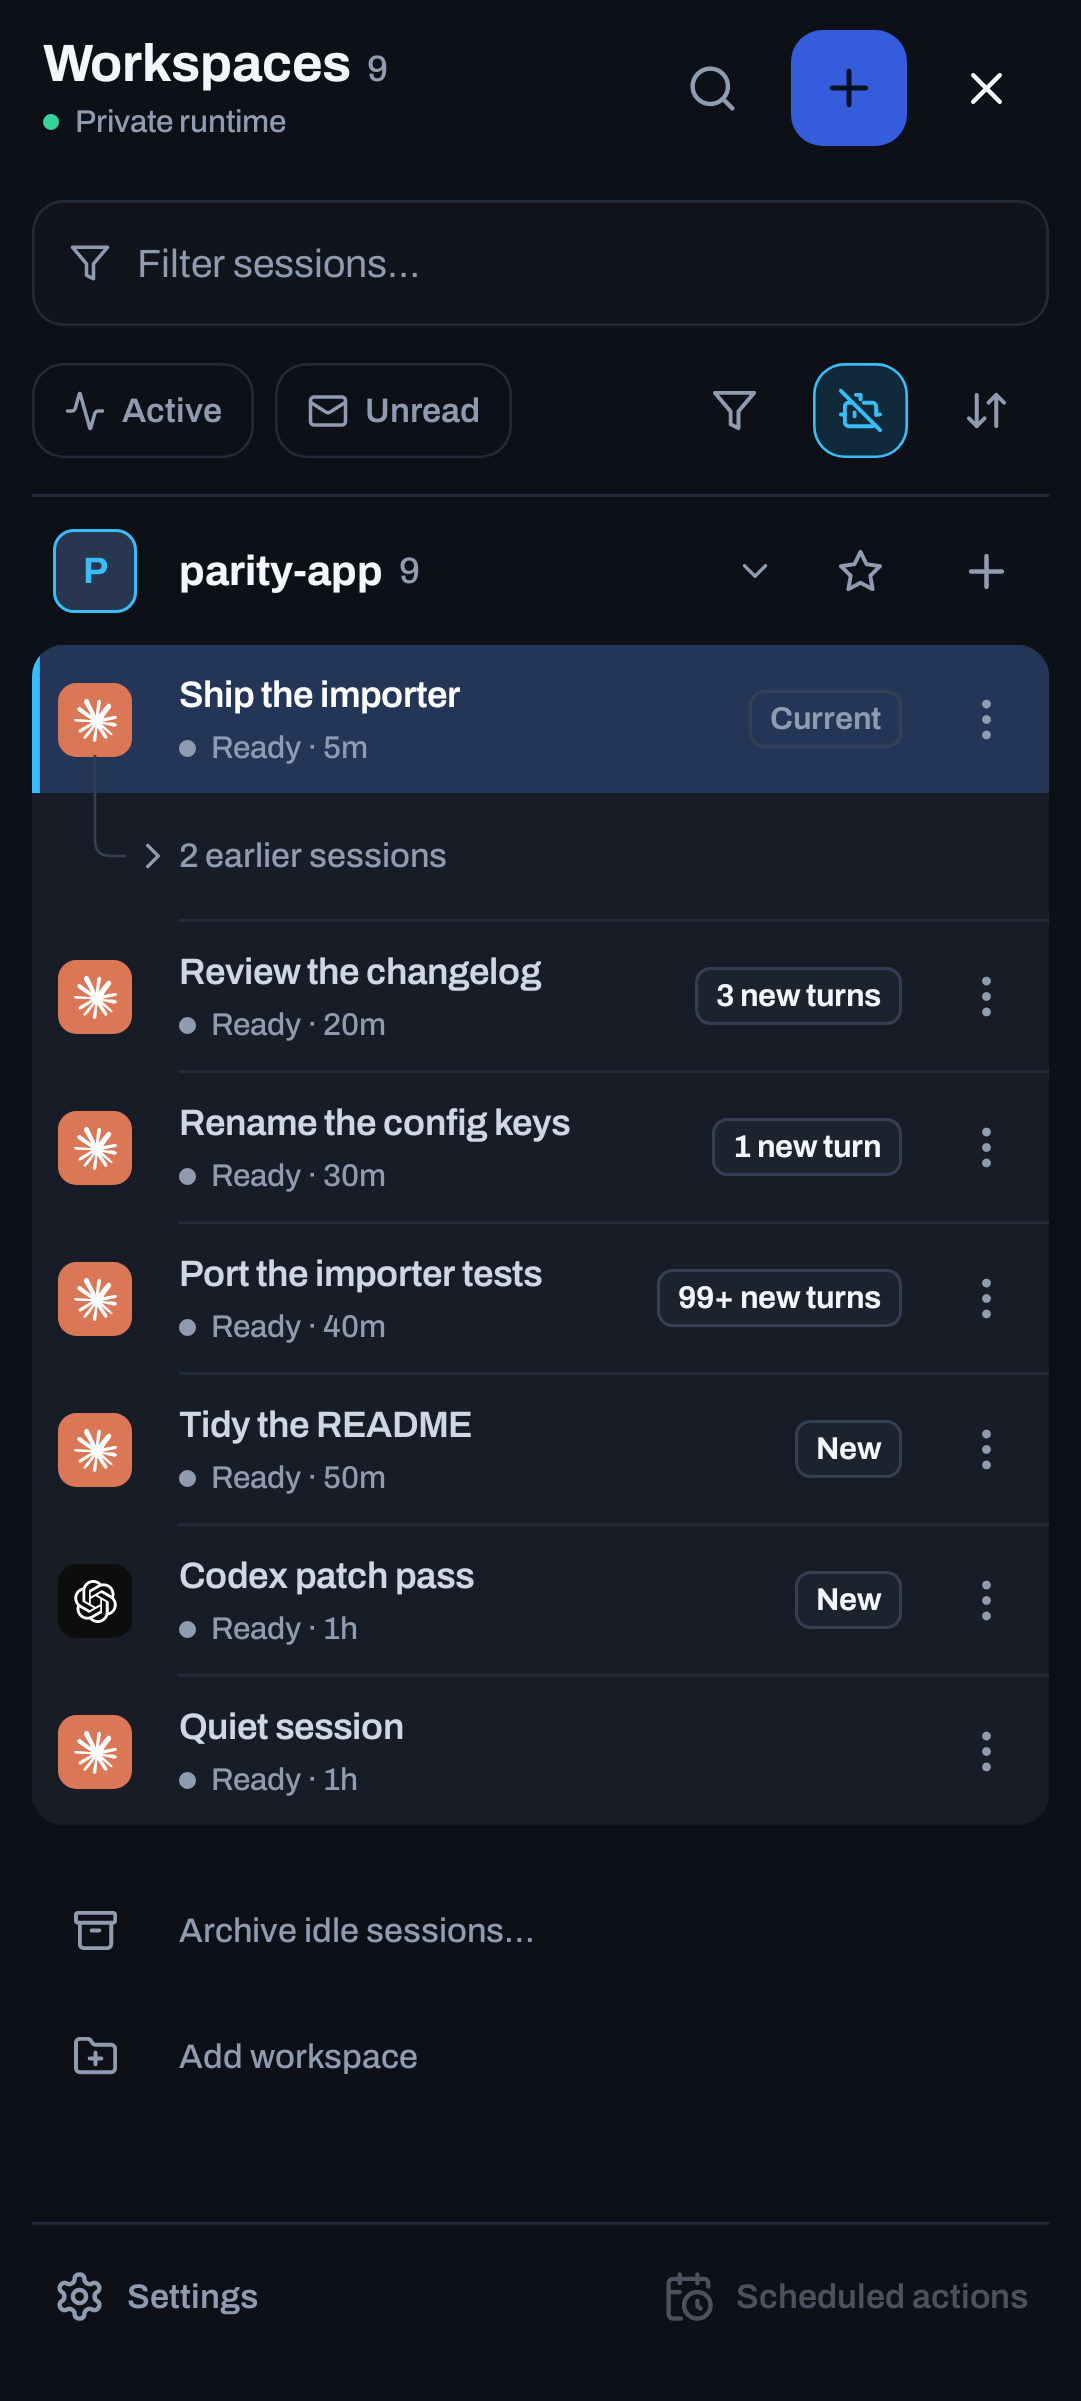 Workspaces 9
Private runtime
Filter sessions...
Active
Unread
P
parity-app 9
Ship the importer
Current
Ready · 5m
2 earlier sessions
Review the changelog
3 new turns
Ready · 20m
Rename the config keys
1 new turn
Ready · 30m
Port the importer tests
99+ new turns
Ready · 40m
Tidy the README
New
Ready · 50m
Codex patch pass
New
Ready · 1h
Quiet session
Ready · 1h
Archive idle sessions...
Add workspace
Settings
Scheduled actions